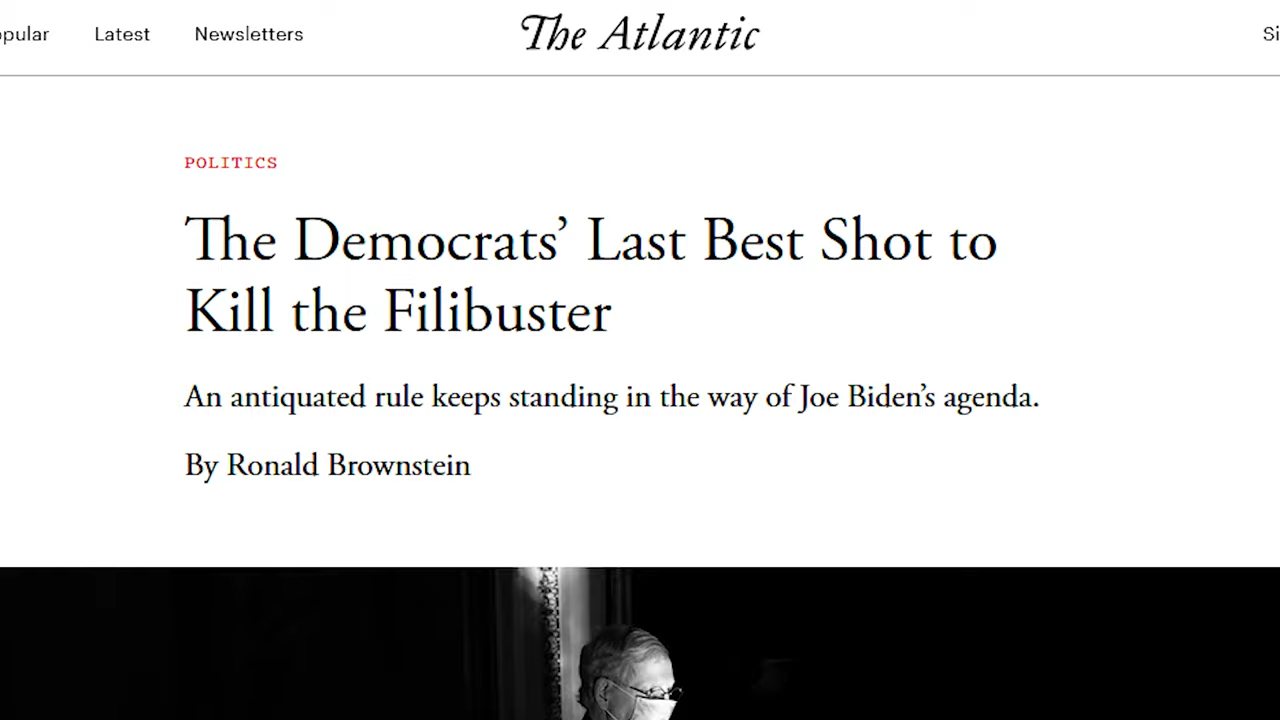 opular Latest Newsletters The Atlantic Si
POLITICS
The Democrats’ Last Best Shot to
Kill the Filibuster
An antiquated rule keeps standing in the way of Joe Biden’s agenda.
By Ronald Brownstein